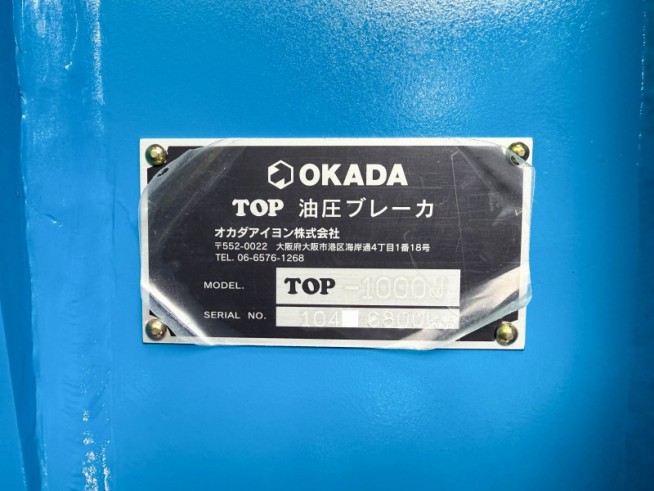 OKADA
TOP 油圧ブレーカ
オカダアイヨン株式会社
〒552-0022 大阪府大阪市港区海岸通4丁目1番18号
TEL. 06-6576-1268
MODEL. TOP -1000J
SERIAL NO.